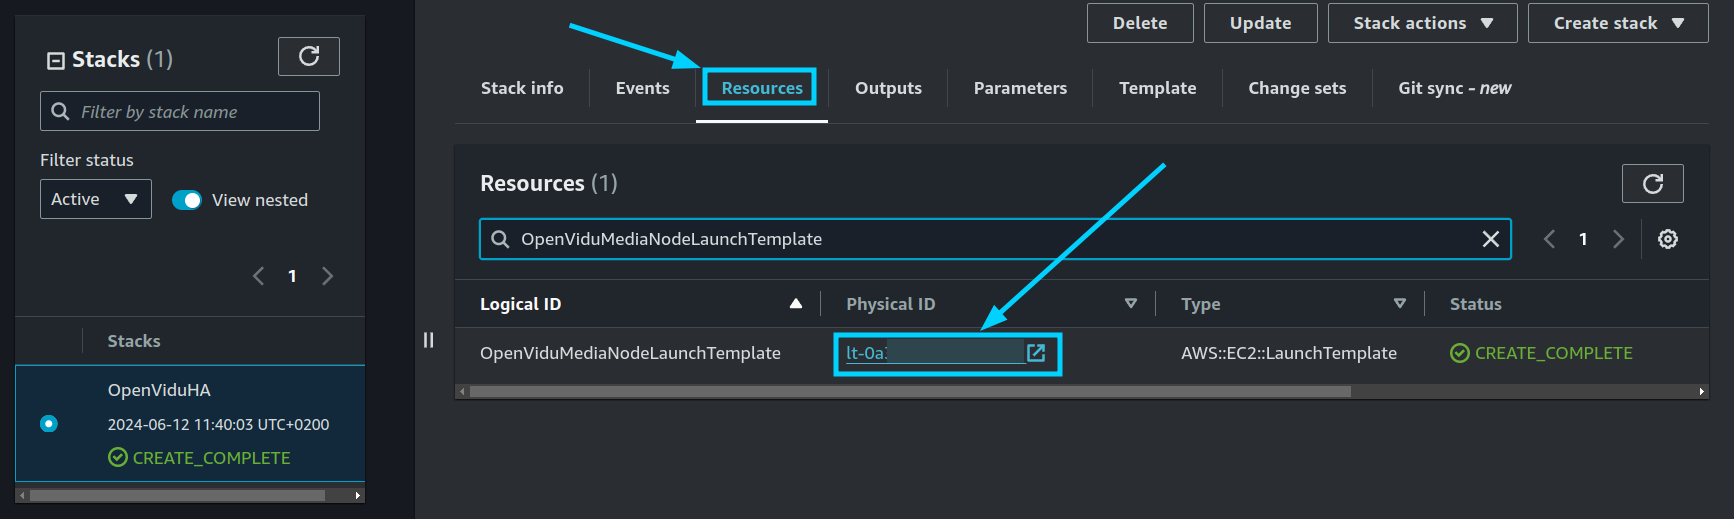 Stacks (1)
Filter by stack name
Filter status
Active
View nested
1
Stacks
OpenViduHA
2024-06-12 11:40:03 UTC+0200
CREATE_COMPLETE
Delete
Update
Stack actions
Create stack
Stack info
Events
Resources
Outputs
Parameters
Template
Change sets
Git sync - new
Resources (1)
OpenViduMediaNodeLaunchTemplate
1
Logical ID
Physical ID
Type
Status
OpenViduMediaNodeLaunchTemplate
lt-0a
AWS::EC2::LaunchTemplate
CREATE_COMPLETE